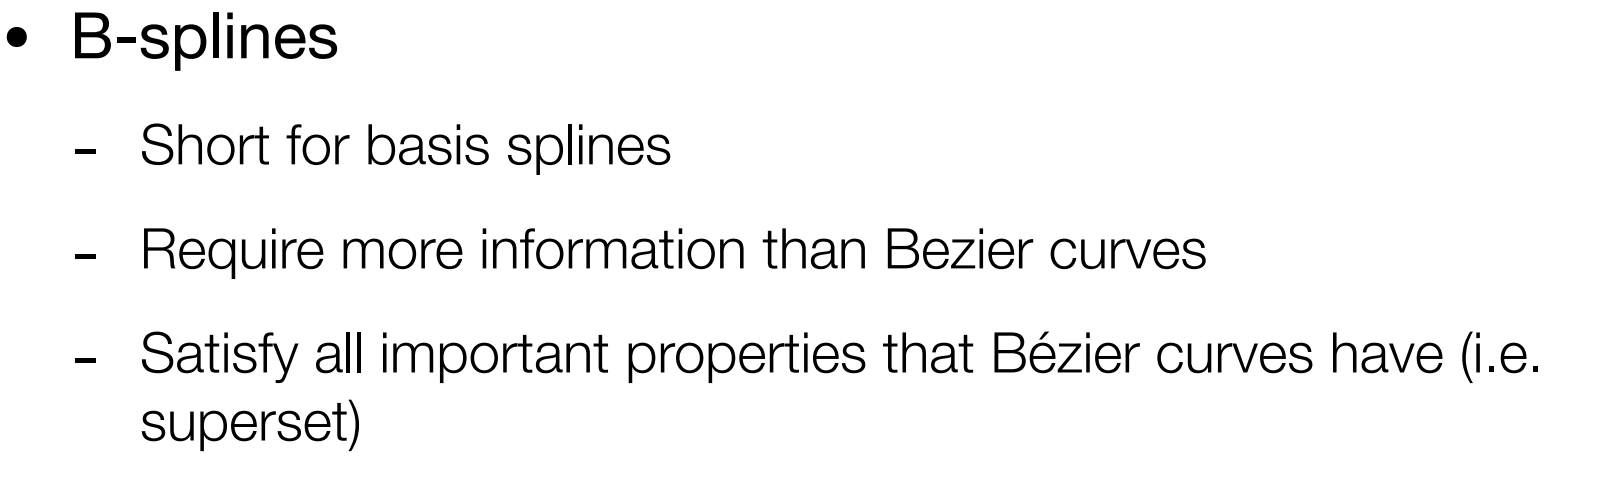 • B-splines
- Short for basis splines
- Require more information than Bezier curves
- Satisfy all important properties that Bézier curves have (i.e.
superset)